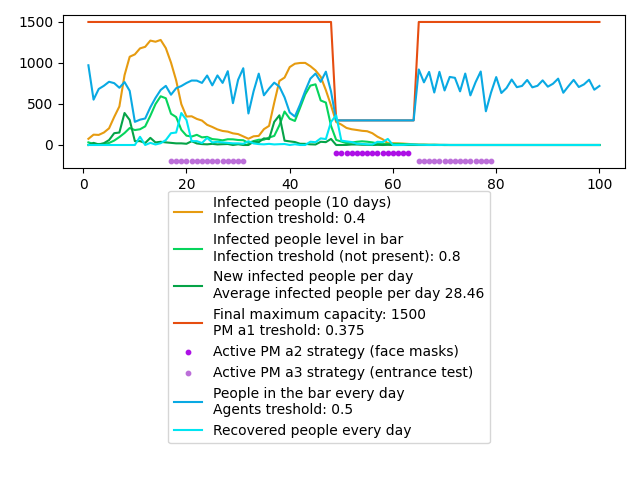 1500
1000
500
0
0 20 40 60 80 100
Infected people (10 days)
Infection treshold: 0.4
Infected people level in bar
Infection treshold (not present): 0.8
New infected people per day
Average infected people per day 28.46
Final maximum capacity: 1500
PM a1 treshold: 0.375
Active PM a2 strategy (face masks)
Active PM a3 strategy (entrance test)
People in the bar every day
Agents treshold: 0.5
Recovered people every day